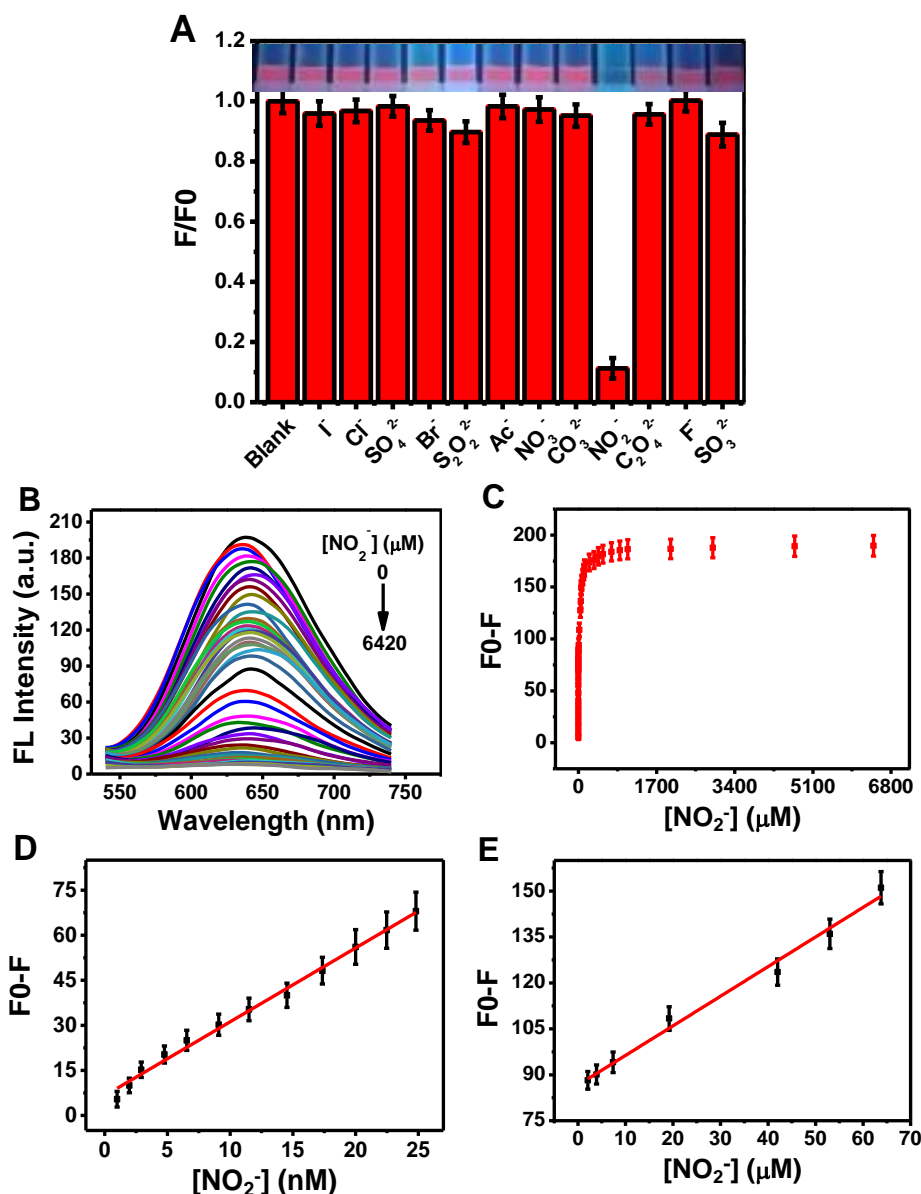 A
F/F0
1.2
1.0
0.8
0.6
0.4
0.2
0.0
Blank
I⁻
Cl⁻
SO₄²⁻
Br⁻
S₂O₂²⁻
Ac⁻
NO₃⁻
CO₃²⁻
NO₂⁻
C₂O₄²⁻
F⁻
SO₃²⁻
B
FL Intensity (a.u.)
210
180
150
120
90
60
30
0
[NO₂⁻] (μM)
0
6420
550 600 650 700 750
Wavelength (nm)
C
F0-F
200
150
100
50
0
0 1700 3400 5100 6800
[NO₂⁻] (μM)
D
F0-F
75
60
45
30
15
0
0 5 10 15 20 25
[NO₂⁻] (nM)
E
F0-F
150
135
120
105
90
75
0 10 20 30 40 50 60 70
[NO₂⁻] (μM)